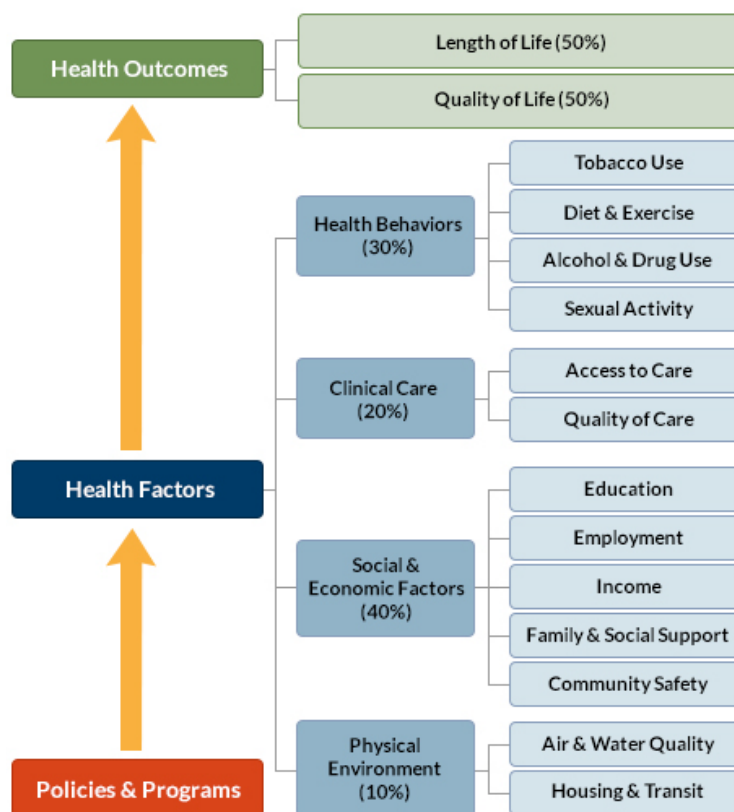 Health Outcomes
Length of Life (50%)
Quality of Life (50%)
Health Factors
Health Behaviors
(30%)
Tobacco Use
Diet & Exercise
Alcohol & Drug Use
Sexual Activity
Clinical Care
(20%)
Access to Care
Quality of Care
Social &
Economic Factors
(40%)
Education
Employment
Income
Family & Social Support
Community Safety
Physical
Environment
(10%)
Air & Water Quality
Housing & Transit
Policies & Programs